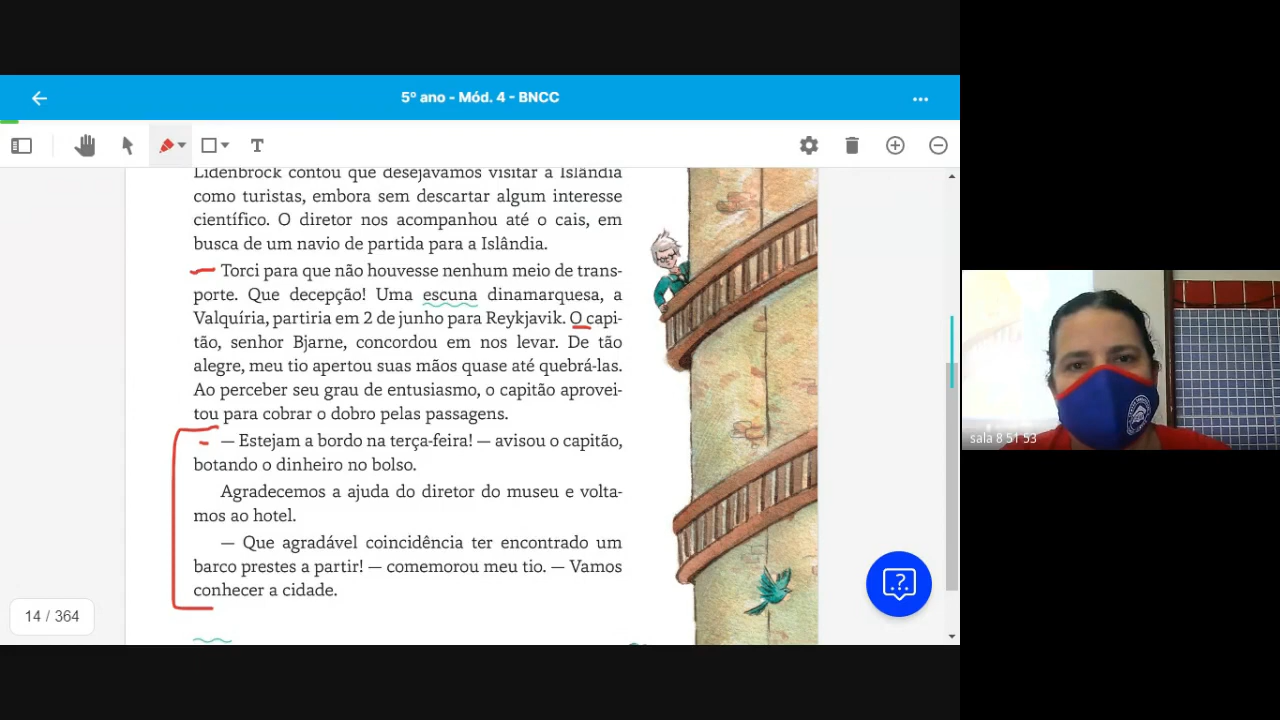 5º ano - Mód. 4 - BNCC
T
Lidenbrock contou que desejávamos visitar a Islândia
como turistas, embora sem descartar algum interesse
científico. O diretor nos acompanhou até o cais, em
busca de um navio de partida para a Islândia.
Torci para que não houvesse nenhum meio de trans-
porte. Que decepção! Uma escuna dinamarquesa, a
Valquíria, partiria em 2 de junho para Reykjavik. O capi-
tão, senhor Bjarne, concordou em nos levar. De tão
alegre, meu tio apertou suas mãos quase até quebrá-las.
Ao perceber seu grau de entusiasmo, o capitão aprovei-
tou para cobrar o dobro pelas passagens.
— Estejam a bordo na terça-feira! — avisou o capitão,
botando o dinheiro no bolso.
Agradecemos a ajuda do diretor do museu e volta-
mos ao hotel.
— Que agradável coincidência ter encontrado um
barco prestes a partir! — comemorou meu tio. — Vamos
conhecer a cidade.
14 / 364
?
sala 8 51 53